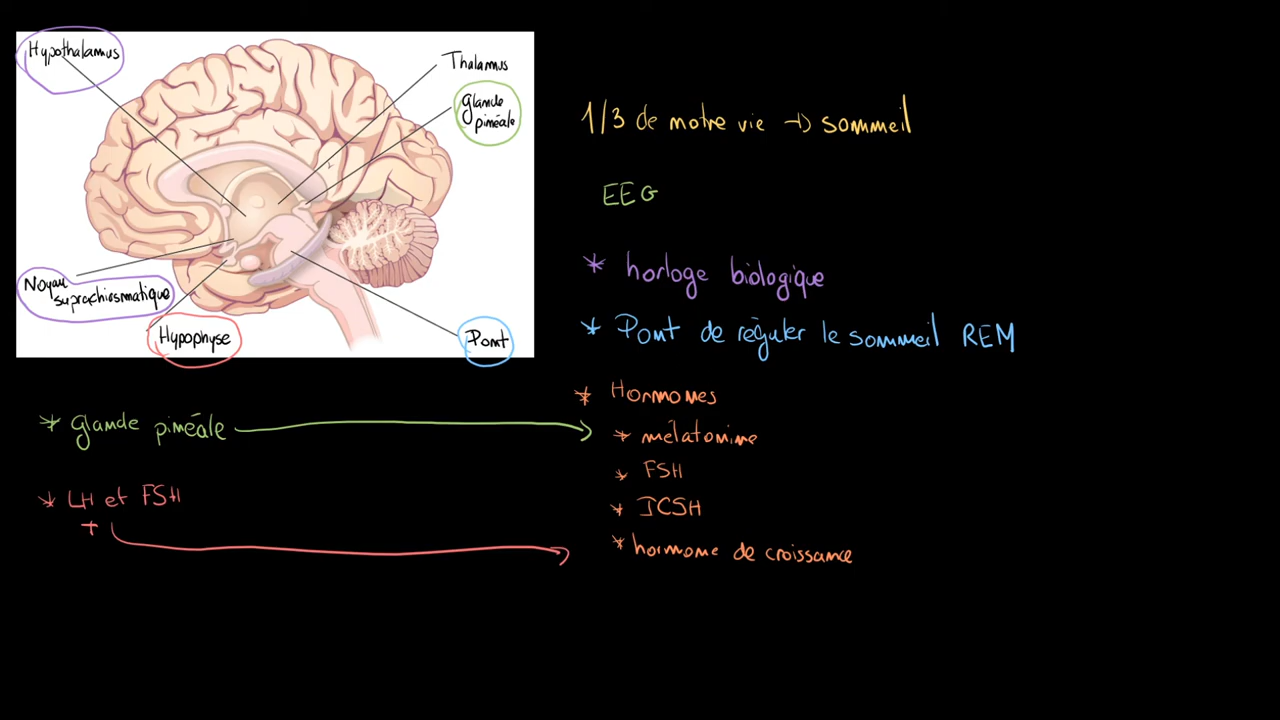 Hypothalamus
Thalamus
Glande
pinéale
Noyau
suprachiasmatique
Hypophyse
Pont
1/3 de notre vie → sommeil
EEG
* horloge biologique
* Pont de réguler le sommeil REM
* Hormones
* mélatonine
* FSH
* ICSH
* hormone de croissance
* glande pinéale
* LH et FSH
+